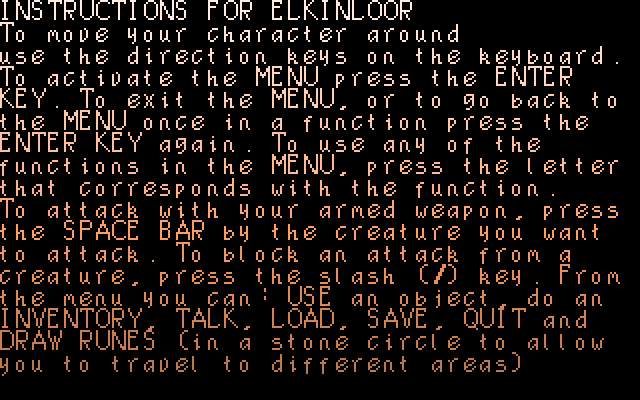 INSTRUCTIONS FOR ELKINLOOR
To move your character around
use the direction keys on the keyboard.
To activate the MENU press the ENTER
KEY. To exit the MENU, or to go back to
the MENU once in a function press the
ENTER KEY again. To use any of the
functions in the MENU, press the letter
that corresponds with the function.
To attack with your armed weapon, press
the SPACE BAR by the creature you want
to attack. To block an attack from a
creature, press the slash (/) key. From
the menu you can: USE an object, do an
INVENTORY, TALK, LOAD, SAVE, QUIT and
DRAW RUNES (in a stone circle to allow
you to travel to different areas)